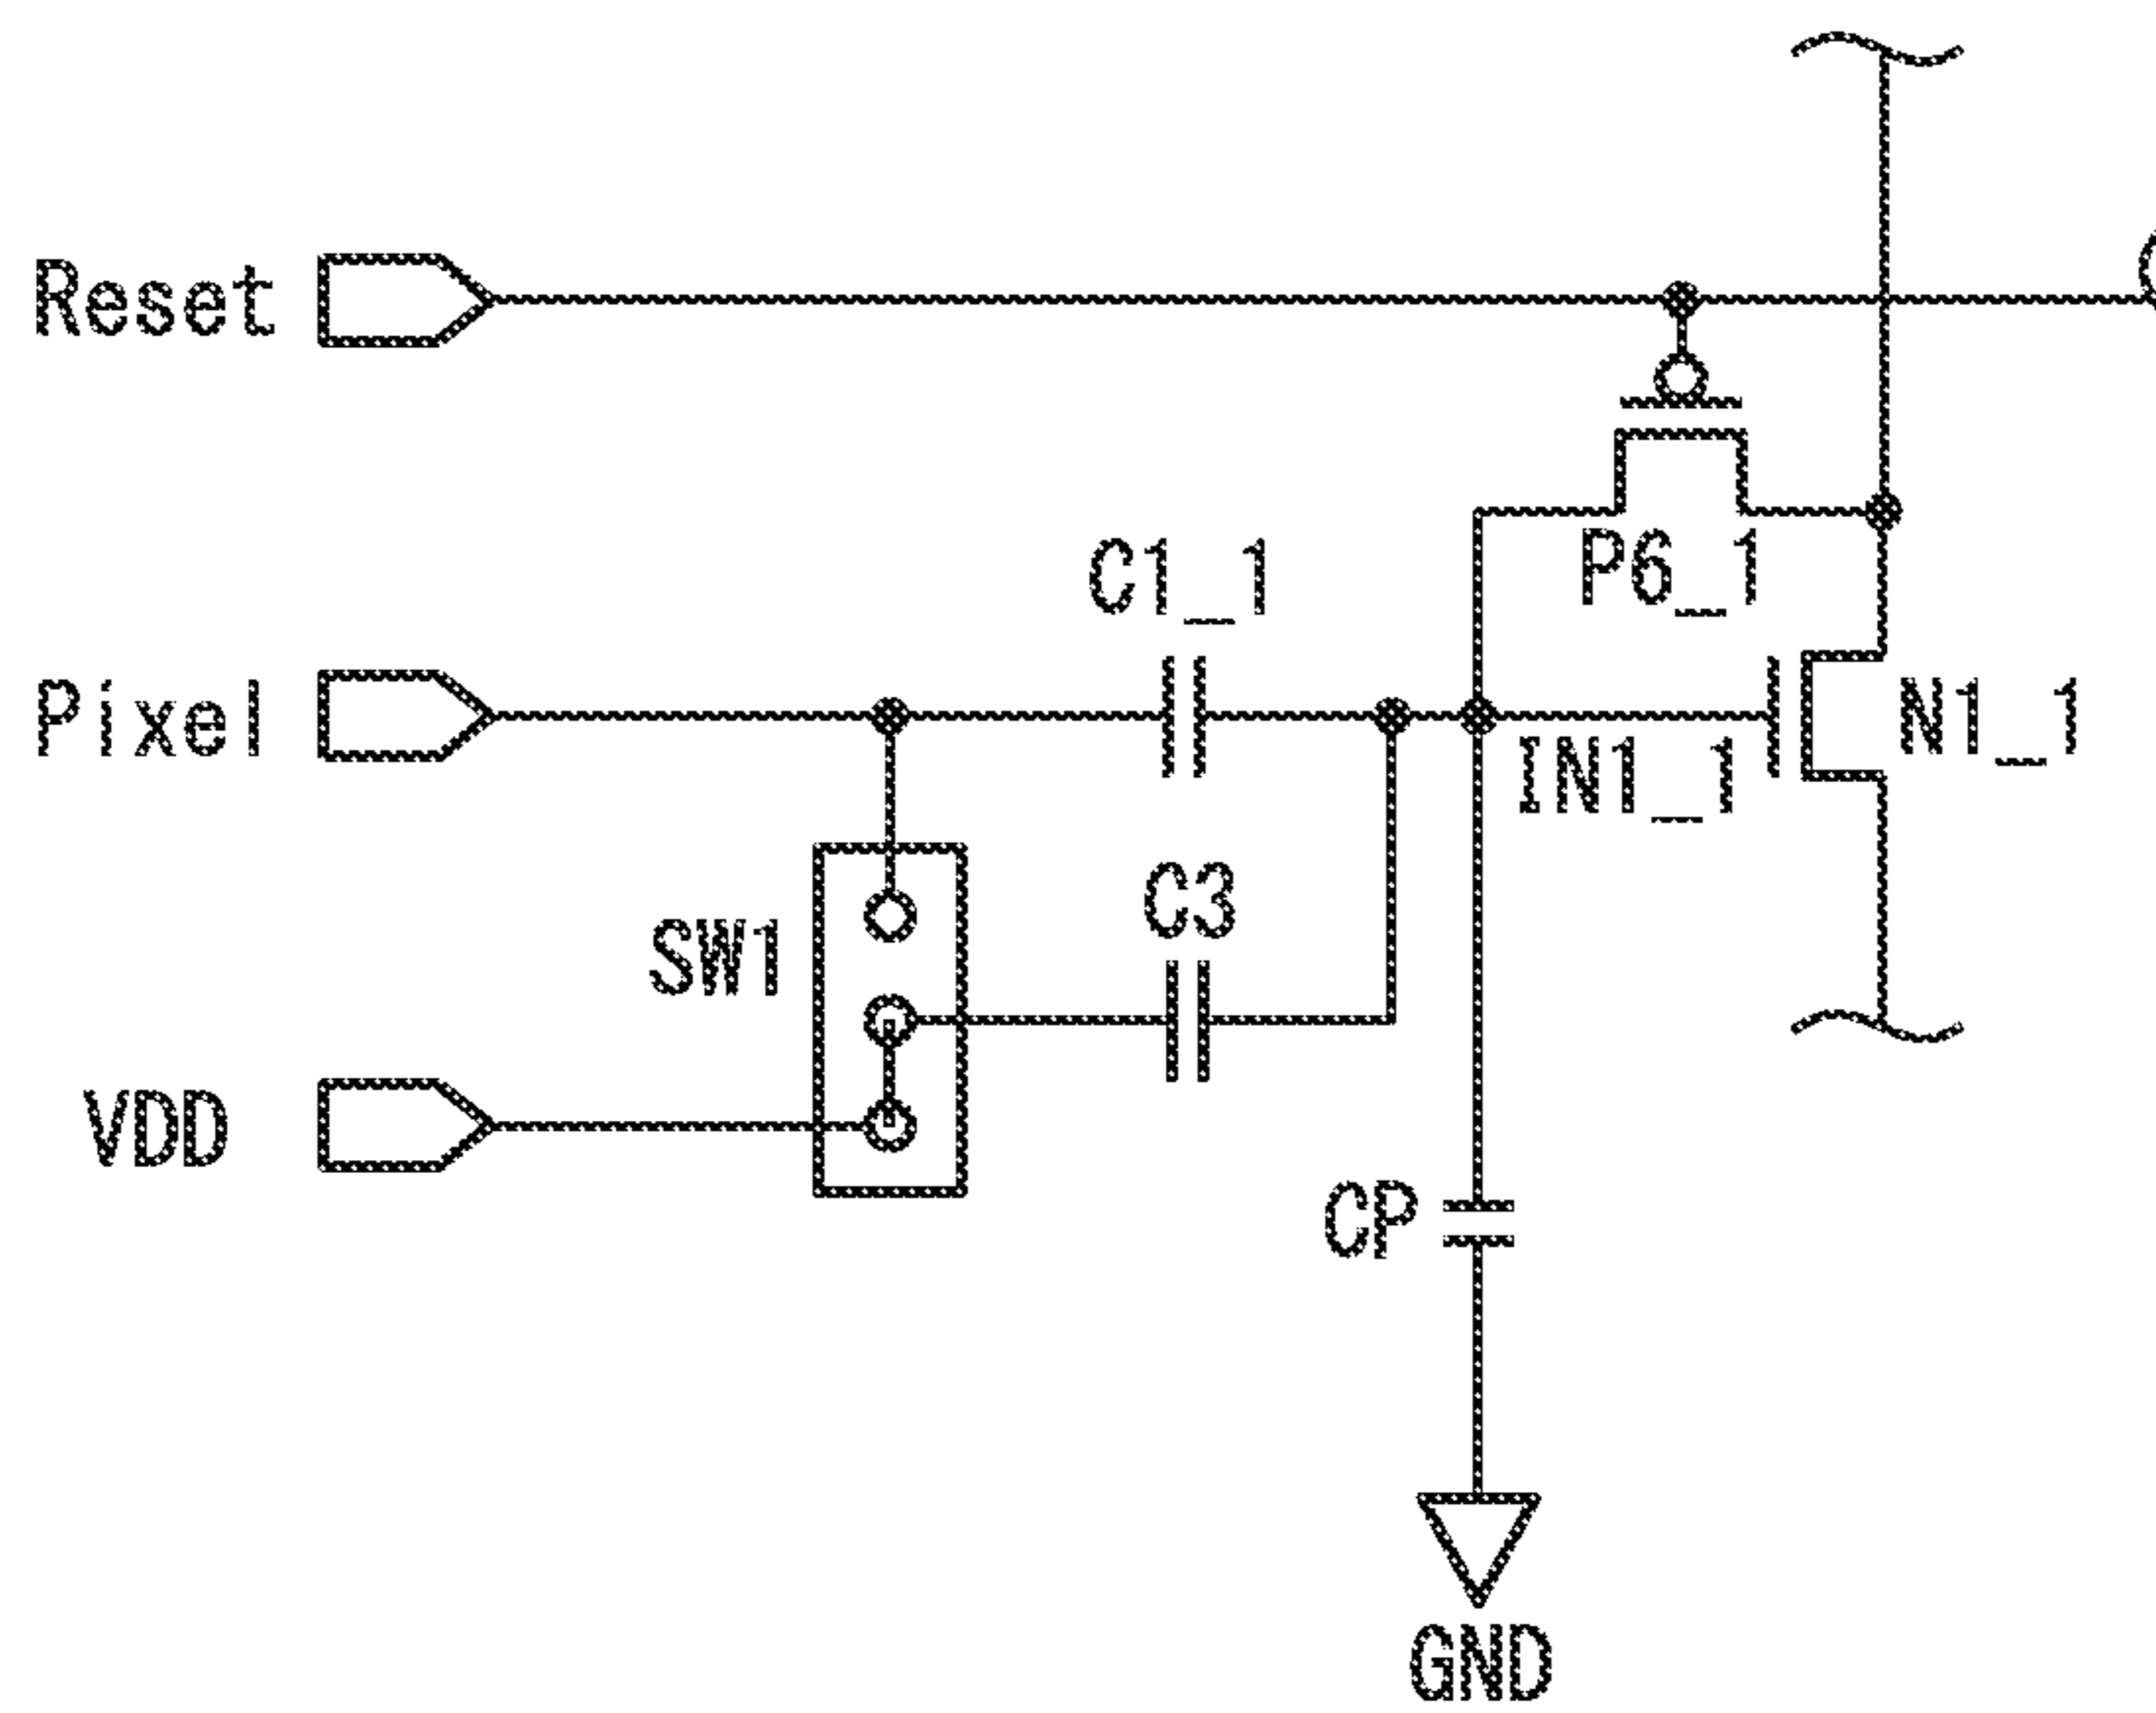 Reset
P6_1
C1_1
Pixel
N1_1
IN1_1
C3
SW1
VDD
CP
GND